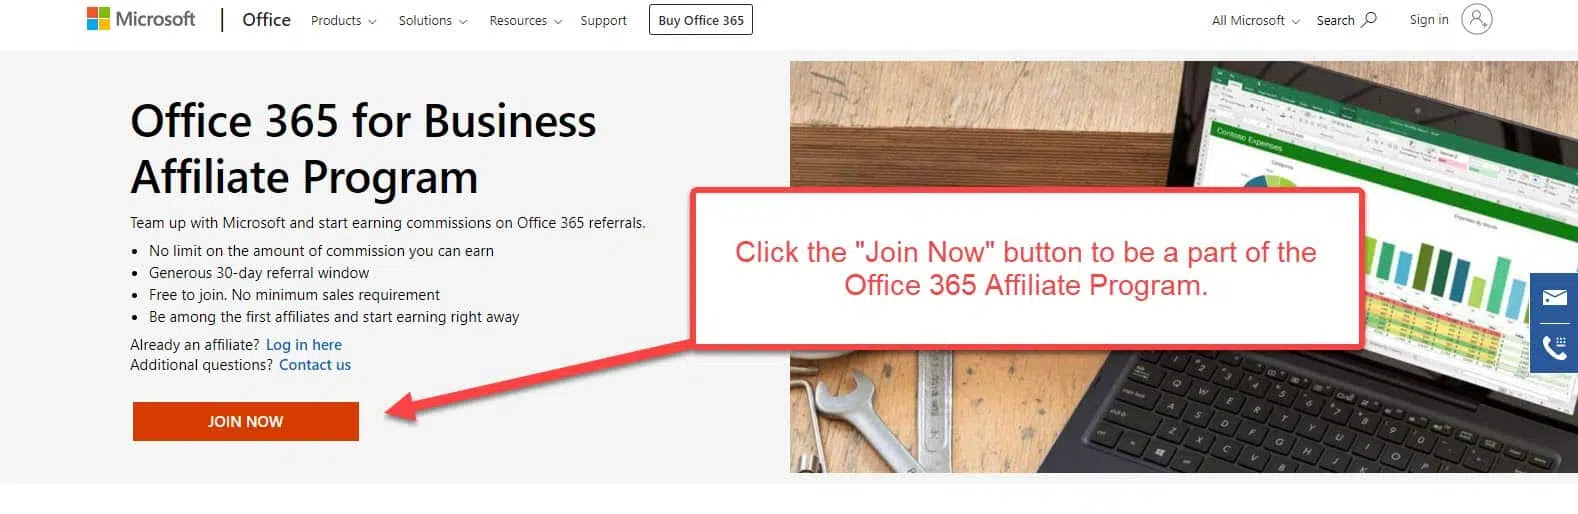 Microsoft | Office Products Solutions Resources Support Buy Office 365 All Microsoft Search Sign in
Office 365 for Business
Affiliate Program
Team up with Microsoft and start earning commissions on Office 365 referrals.
• No limit on the amount of commission you can earn
• Generous 30-day referral window
• Free to join. No minimum sales requirement
• Be among the first affiliates and start earning right away
Already an affiliate? Log in here
Additional questions? Contact us
JOIN NOW
Click the "Join Now" button to be a part of the
Office 365 Affiliate Program.
Contoso Expenses